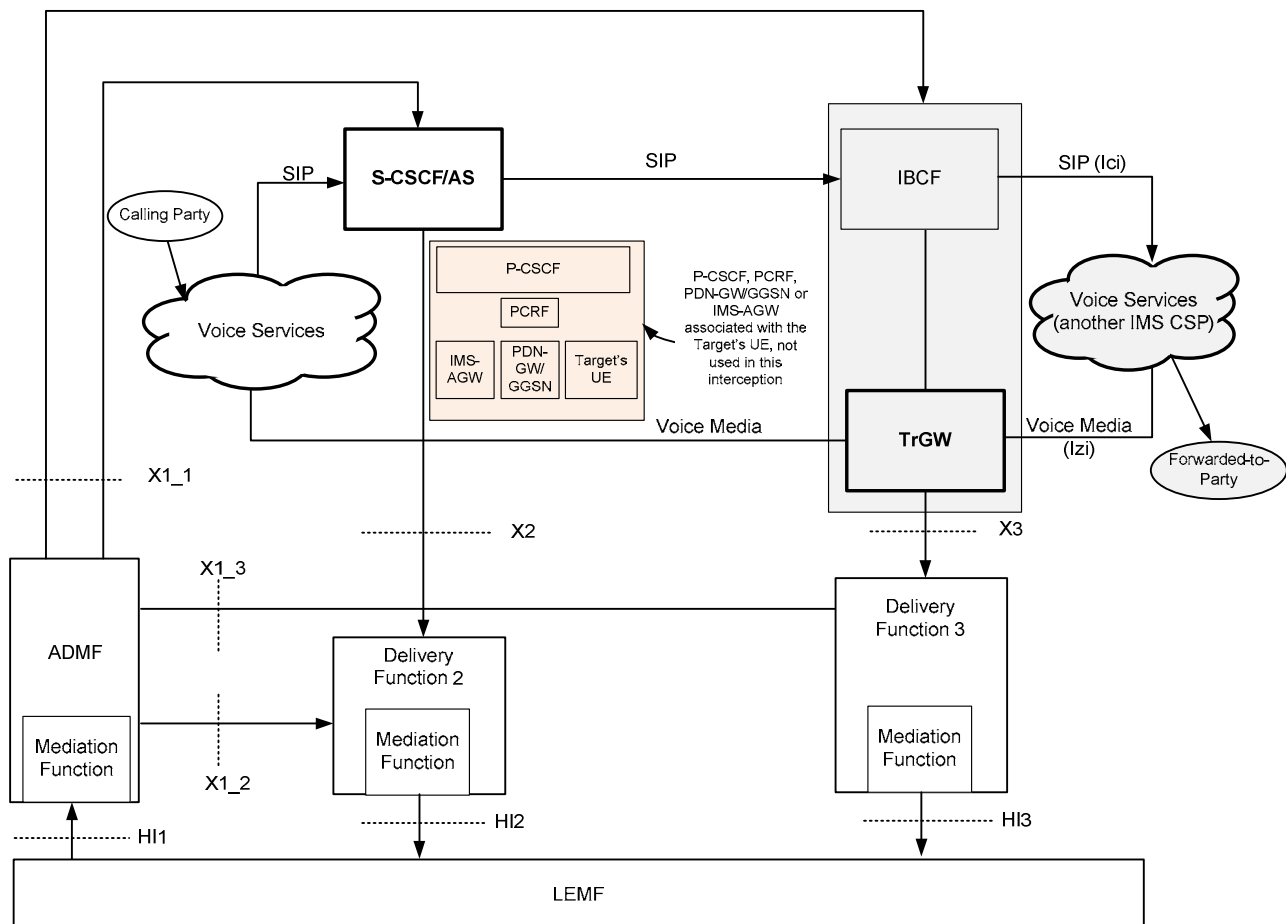 SIP
S-CSCF/AS
SIP
IBCF
SIP (Ici)
Calling Party
Voice Services
P-CSCF
PCRF
IMS-
AGW
PDN-
GW/
GGSN
Target's
UE
P-CSCF, PCRF,
PDN-GW/GGSN or
IMS-AGW
associated with the
Target's UE, not
used in this
interception
Voice Services
(another IMS CSP)
Voice Media
TrGW
Voice Media
(Izi)
Forwarded-to-
Party
X1_1
X2
X3
X1_3
ADMF
Mediation
Function
Delivery
Function 2
Mediation
Function
Delivery
Function 3
Mediation
Function
X1_2
HI1
HI2
HI3
LEMF